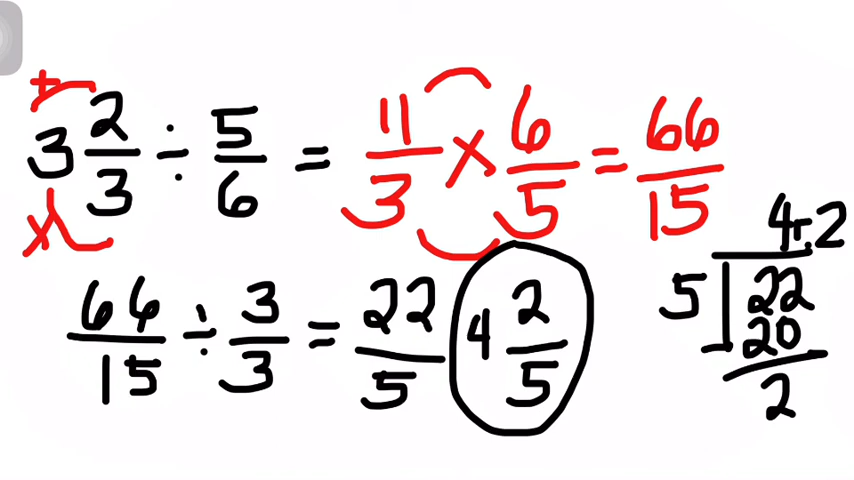 3 2/3 ÷ 5/6 = 11/3 × 6/5 = 66/15
66/15 ÷ 3/3 = 22/5 4 2/5
4r.2
5 22
20
2